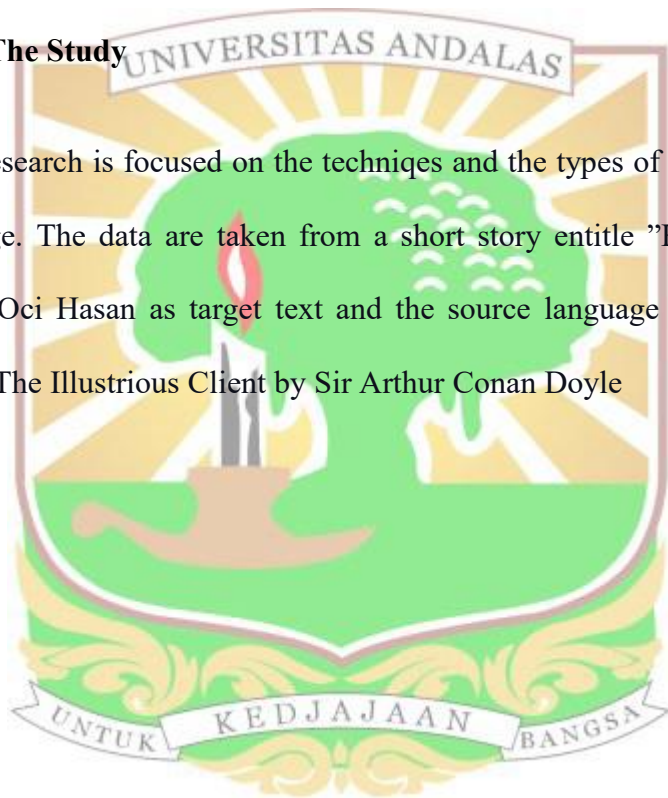 The Study
UNIVERSITAS ANDALAS
esearch is focused on the techniqes and the types of
ge. The data are taken from a short story entitle ”
Oci Hasan as target text and the source language
The Illustrious Client by Sir Arthur Conan Doyle
UNTUK KEDJAJAAN BANGSA